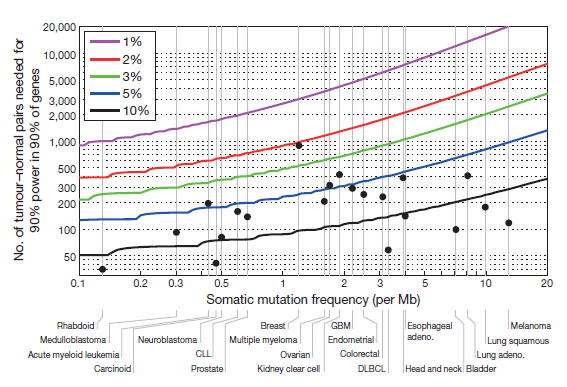 No. of tumour–normal pairs needed for
90% power in 90% of genes
20,000
10,000
5,000
3,000
2,000
1,000
500
300
200
100
50
1%
2%
3%
5%
10%
0.1 0.2 0.3 0.5 1 2 3 5 10 20
Somatic mutation frequency (per Mb)
Rhabdoid Breast GBM Esophageal Melanoma
adeno.
Medulloblastoma Neuroblastoma Multiple myeloma Endometrial Lung squamous
Acute myeloid leukemia CLL Ovarian Colorectal Lung adeno.
Carcinoid Prostate Kidney clear cell DLBCL Head and neck Bladder